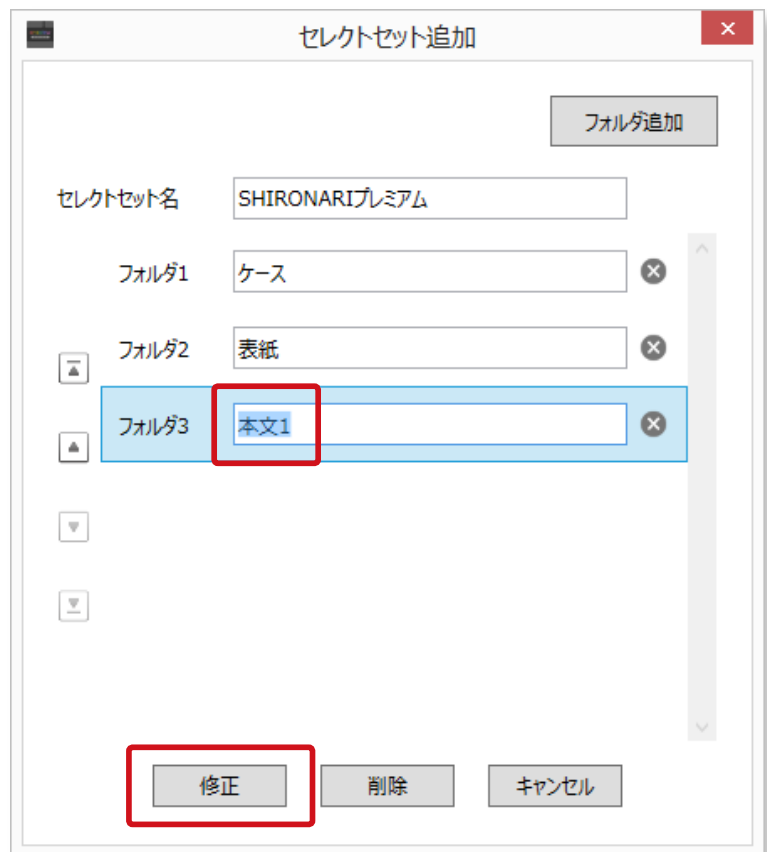 セレクトセット追加
フォルダ追加
セレクトセット名 SHIRONARIプレミアム
フォルダ1 ケース
フォルダ2 表紙
フォルダ3 本文1
修正 削除 キャンセル